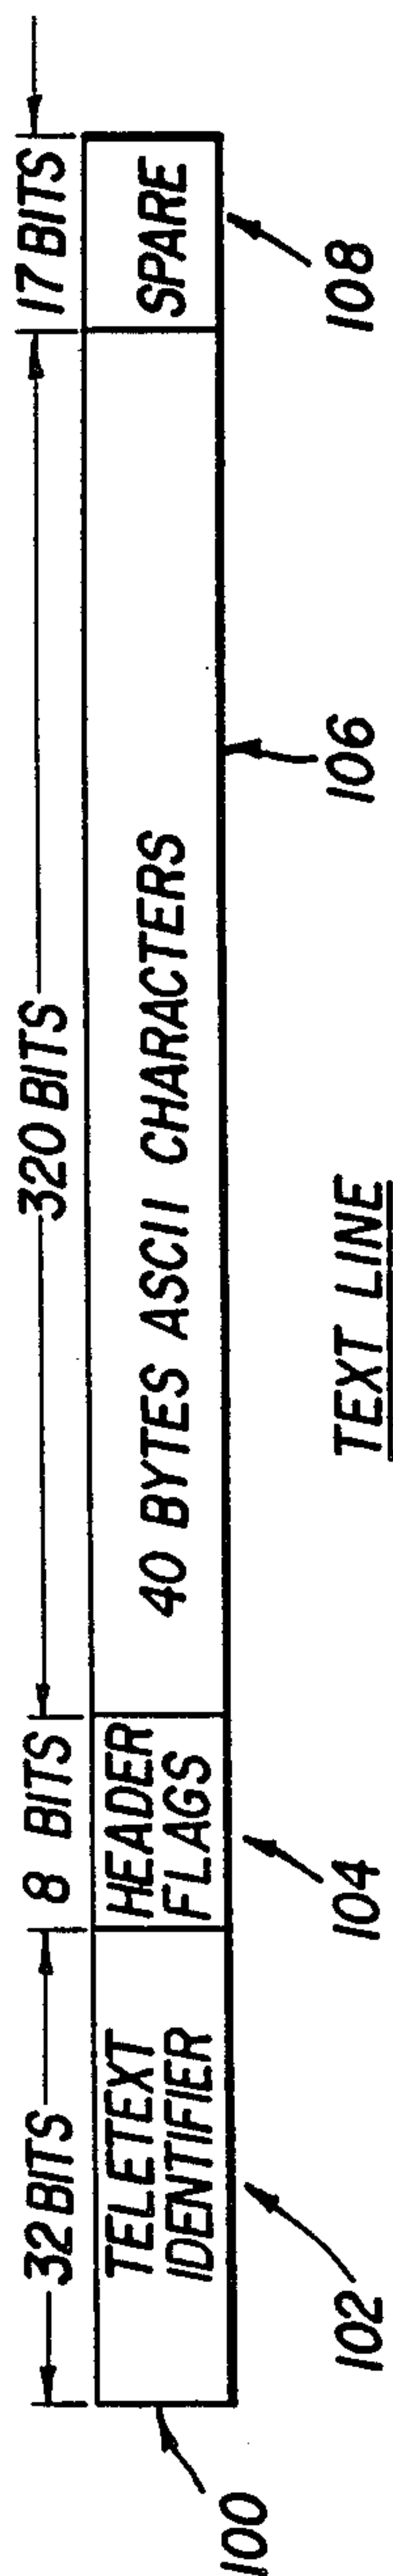 32 BITS
8 BITS
320 BITS
17 BITS
TELETEXT
IDENTIFIER
HEADER
FLAGS
40 BYTES ASCII CHARACTERS
SPARE
100
102
104
106
108
TEXT LINE